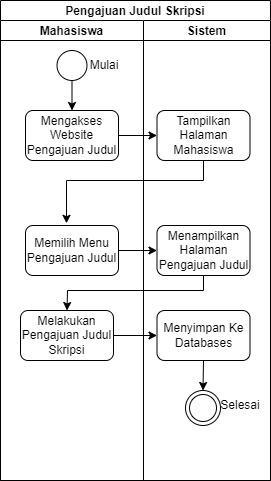 Pengajuan Judul Skripsi
Mahasiswa
Sistem
Mulai
Mengakses
Website
Pengajuan Judul
Tampilkan
Halaman
Mahasiswa
Memilih Menu
Pengajuan Judul
Menampilkan
Halaman
Pengajuan Judul
Melakukan
Pengajuan Judul
Skripsi
Menyimpan Ke
Databases
Selesai